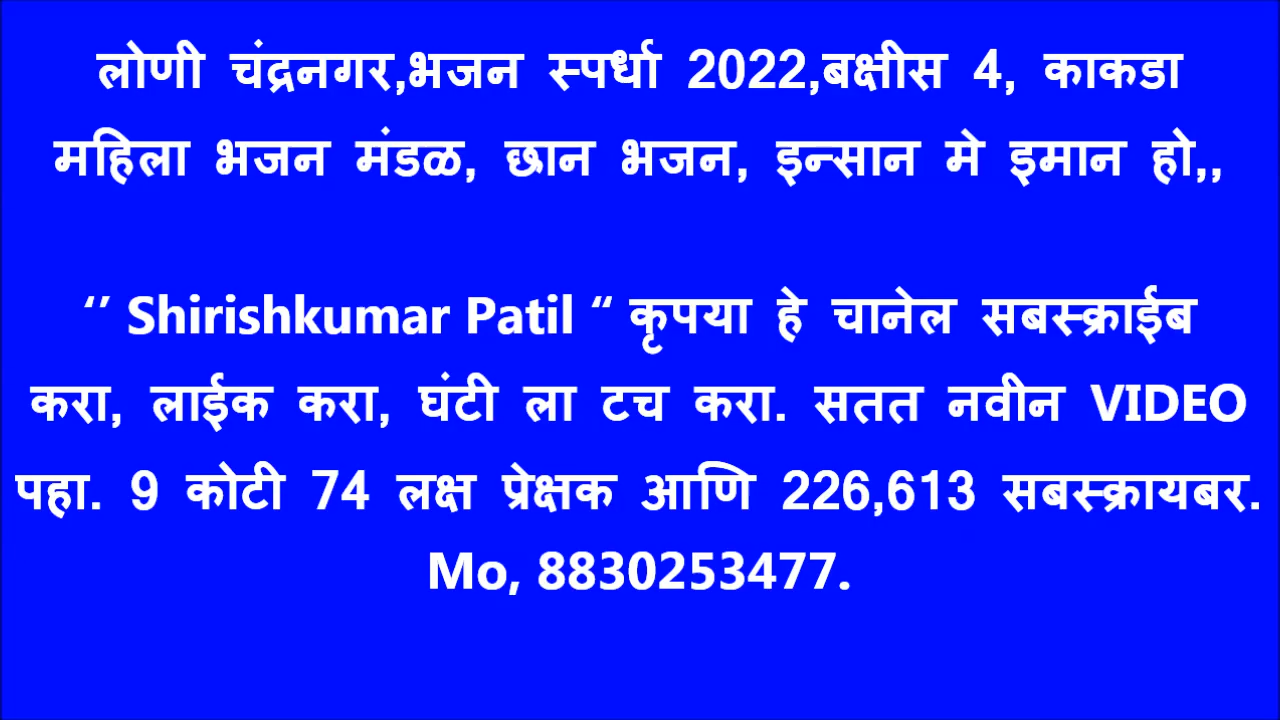 लोणी चंद्रनगर,भजन स्पर्धा 2022,बक्षीस 4, काकडा
महिला भजन मंडळ, छान भजन, इन्सान मे इमान हो,,
‘’ Shirishkumar Patil “ कृपया हे चानेल सबस्क्राईब
करा, लाईक करा, घंटी ला टच करा. सतत नवीन VIDEO
पहा. 9 कोटी 74 लक्ष प्रेक्षक आणि 226,613 सबस्क्रायबर.
Mo, 8830253477.